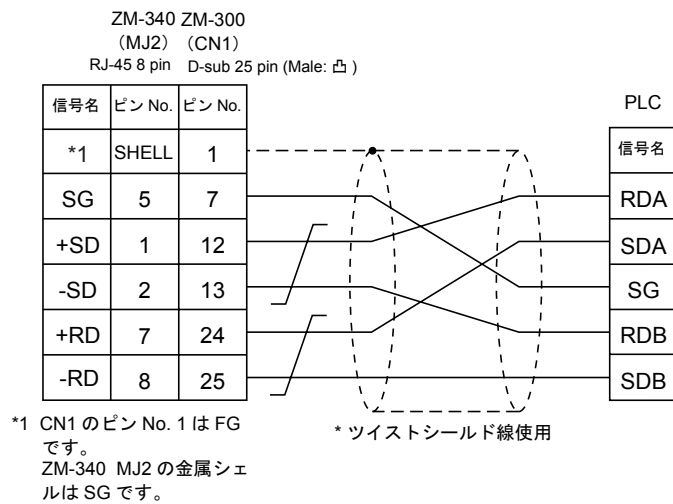 ZM-340 ZM-300
（MJ2）（CN1）
RJ-45 8 pin D-sub 25 pin (Male: 凸 )
信号名 ピン No. ピン No. PLC
*1 SHELL 1 信号名
SG 5 7 RDA
+SD 1 12 SDA
-SD 2 13 SG
+RD 7 24 RDB
-RD 8 25 SDB
*1 CN1 のピン No. 1 は FG
です。
ZM-340 MJ2 の金属シェ
ルは SG です。
* ツイストシールド線使用